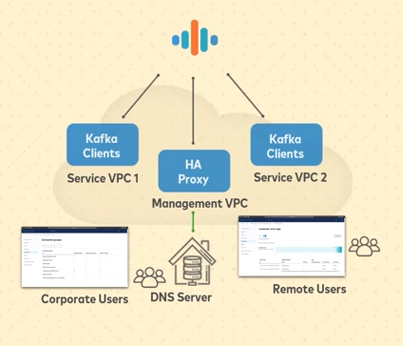 Kafka
Clients
Service VPC 1
HA
Proxy
Management VPC
Kafka
Clients
Service VPC 2
Corporate Users
DNS Server
Remote Users